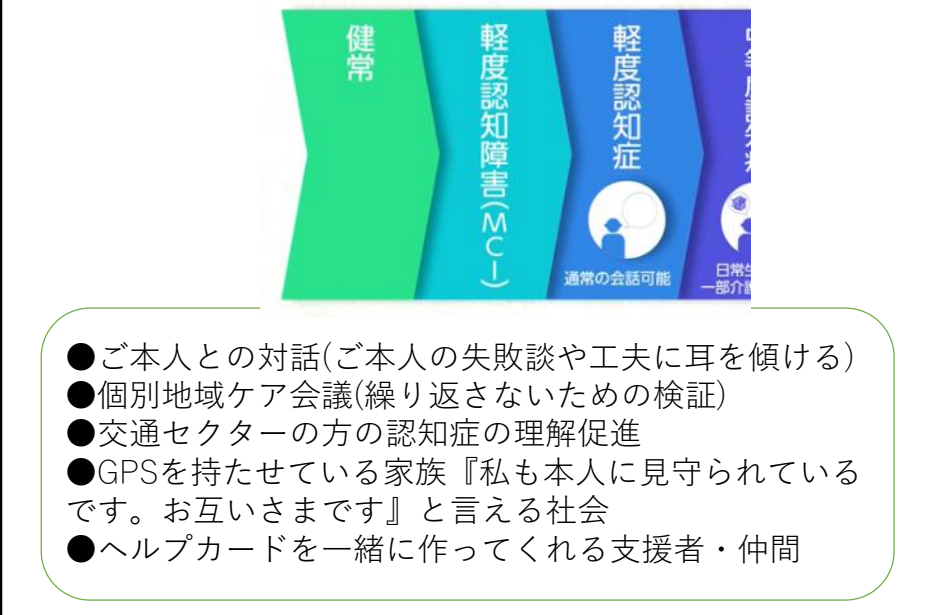 健常
軽度認知障害(MCI)
軽度認知症
通常の会話可能
日常生
一部介
●ご本人との対話(ご本人の失敗談や工夫に耳を傾ける)
●個別地域ケア会議(繰り返さないための検証)
●交通セクターの方の認知症の理解促進
●GPSを持たせている家族『私も本人に見守られている
です。お互いさまです』と言える社会
●ヘルプカードを一緒に作ってくれる支援者・仲間